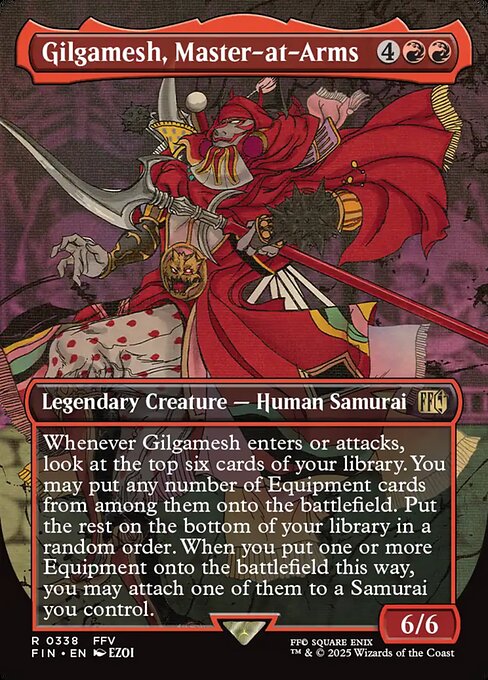 Gilgamesh, Master-at-Arms 4
Legendary Creature — Human Samurai FFV
Whenever Gilgamesh enters or attacks,
look at the top six cards of your library. You
may put any number of Equipment cards
from among them onto the battlefield. Put
the rest on the bottom of your library in a
random order. When you put one or more
Equipment onto the battlefield this way,
you may attach one of them to a Samurai
you control.
6/6
R 0338 FFV
FIN • EN EZOI
FF© SQUARE ENIX
™ & © 2025 Wizards of the Coast